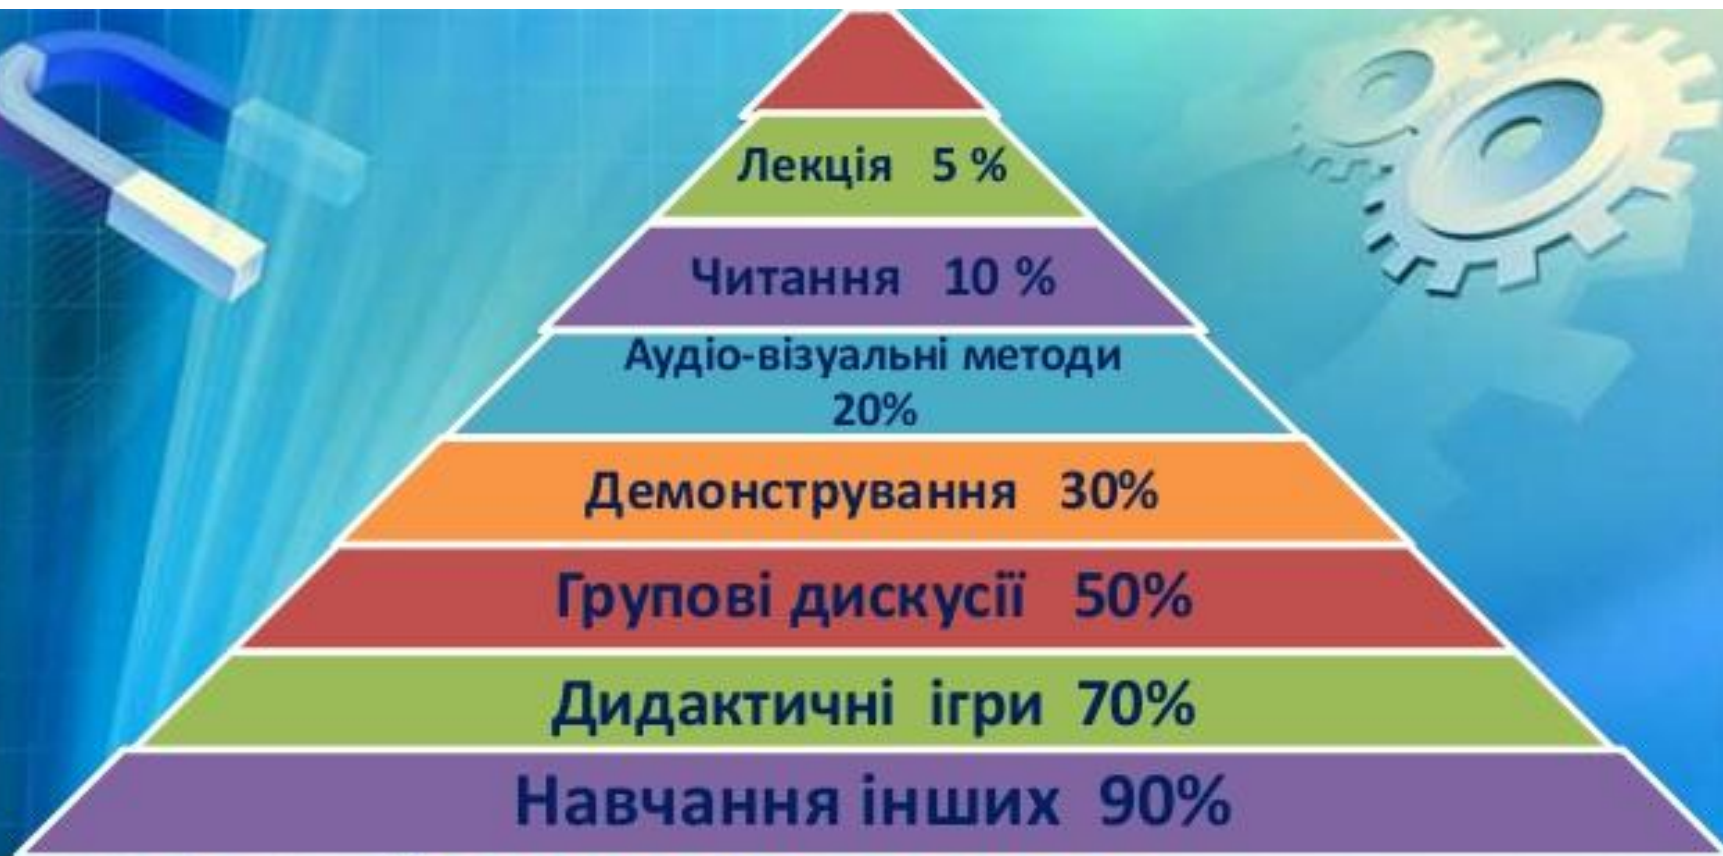 Лекція 5 %
Читання 10 %
Аудіо-візуальні методи
20%
Демонстрування 30%
Групові дискусії 50%
Дидактичні ігри 70%
Навчання інших 90%